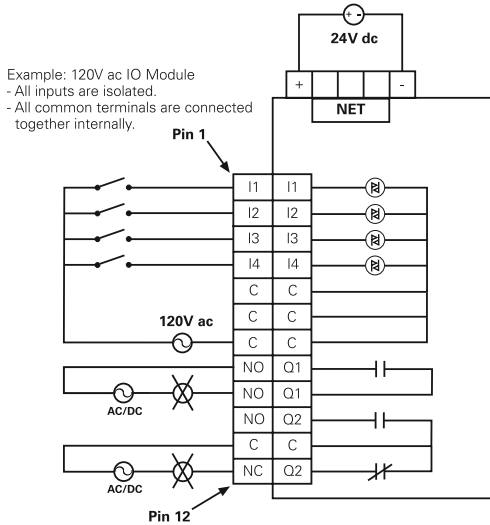 24V dc
+ -
NET
Example: 120V ac IO Module
- All inputs are isolated.
- All common terminals are connected
together internally.
Pin 1
I1 I1
I2 I2
I3 I3
I4 I4
C C
C C
120V ac
C C
NO Q1
NO Q1
AC/DC
NO Q2
C C
NC Q2
AC/DC
Pin 12